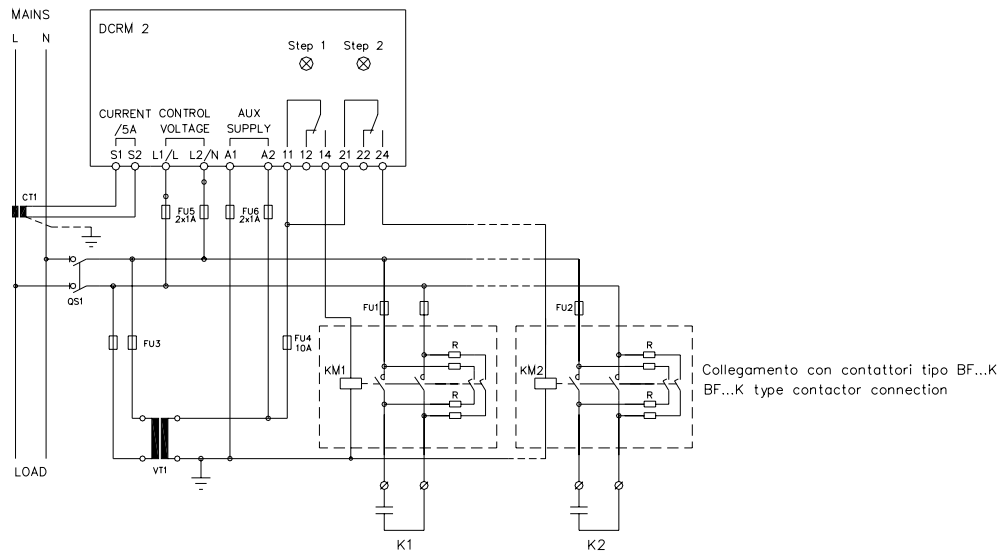 MAINS
L N
DCRM 2
Step 1 Step 2
CURRENT
/5A
CONTROL
VOLTAGE
AUX
SUPPLY
S1 S2 L1/L L2/N A1 A2 11 12 14 21 22 24
CT1
FU5
2x1A
FU6
2x1A
QS1
FU1
FU2
FU3
FU4
10A
R
R
KM1
KM2
R
R
Collegamento con contattori tipo BF...K
BF...K type contactor connection
LOAD
VT1
K1
K2